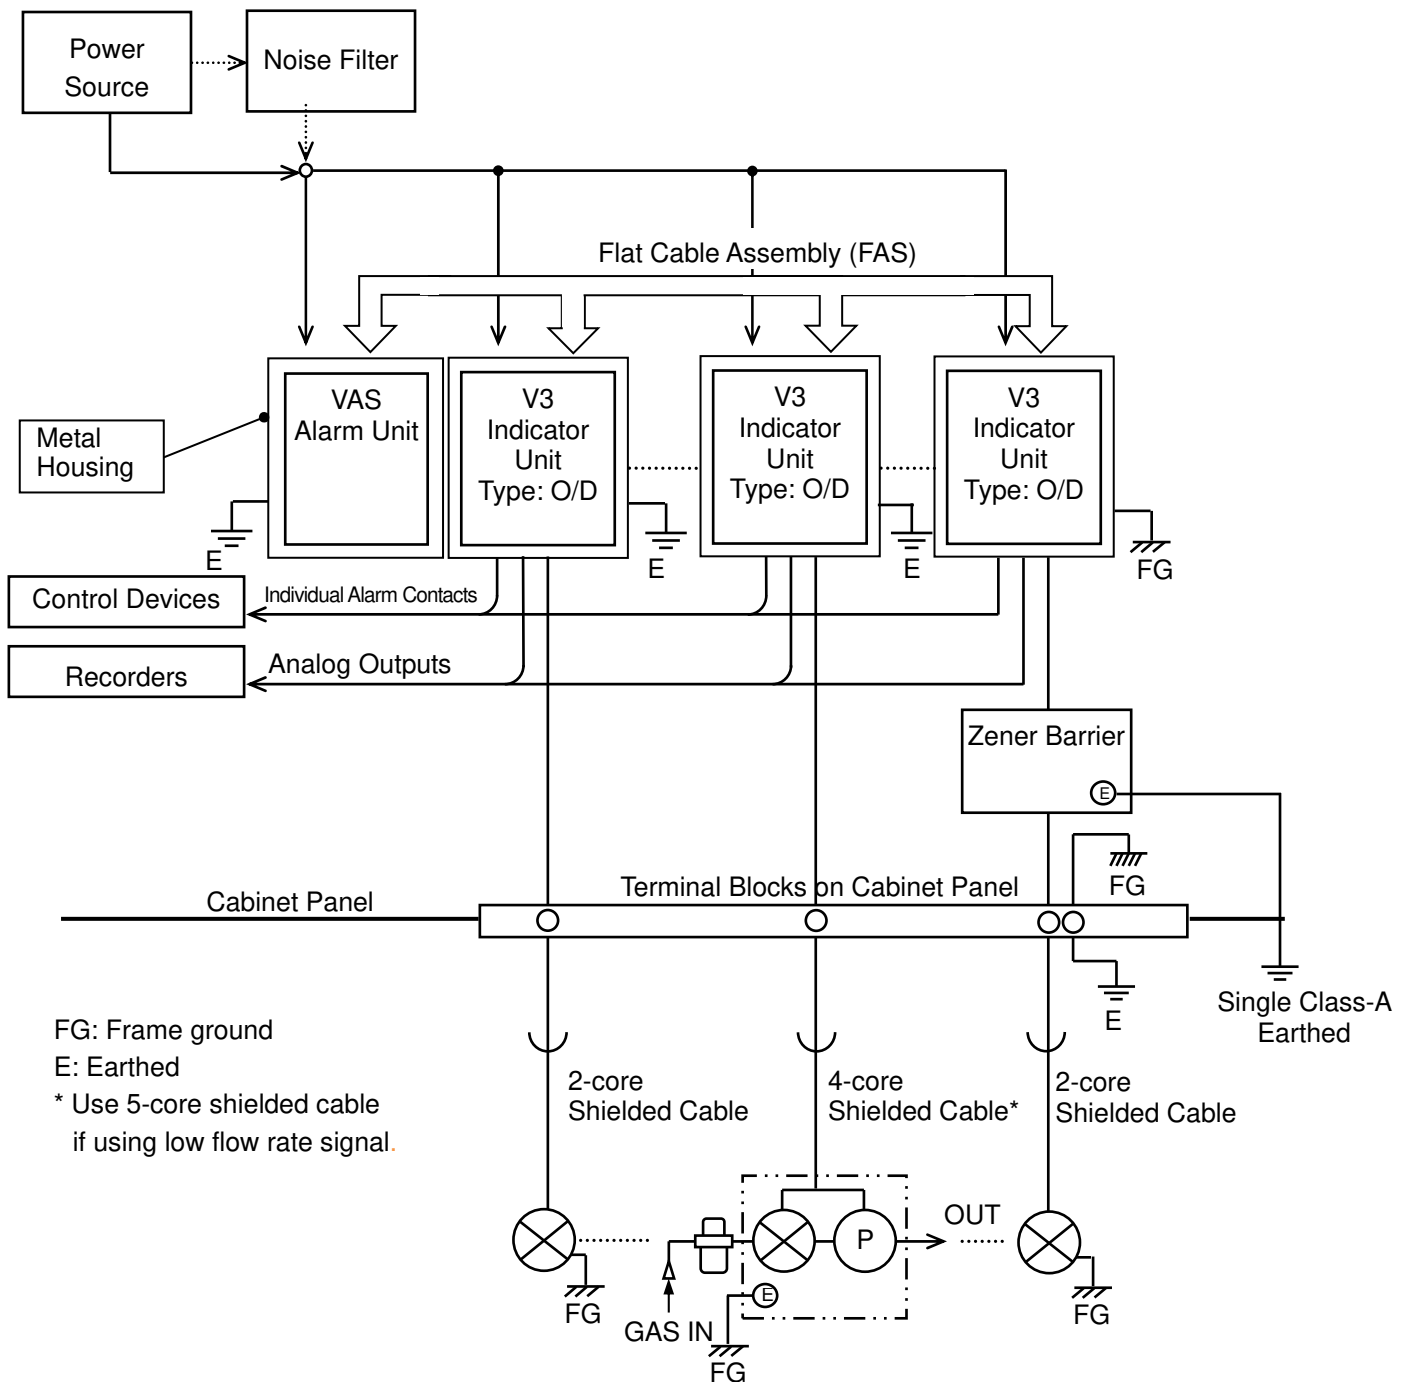 Power
Source
Noise Filter
Flat Cable Assembly (FAS)
VAS
Alarm Unit
V3
Indicator
Unit
Type: O/D
V3
Indicator
Unit
Type: O/D
V3
Indicator
Unit
Type: O/D
Metal
Housing
E
E
E
FG
Control Devices
Individual Alarm Contacts
Recorders
Analog Outputs
Zener Barrier
E
FG
Cabinet Panel
Terminal Blocks on Cabinet Panel
E
Single Class-A
Earthed
FG: Frame ground
E: Earthed
* Use 5-core shielded cable
if using low flow rate signal.
2-core
Shielded Cable
4-core
Shielded Cable*
2-core
Shielded Cable
P
OUT
E
FG
GAS IN
FG
FG